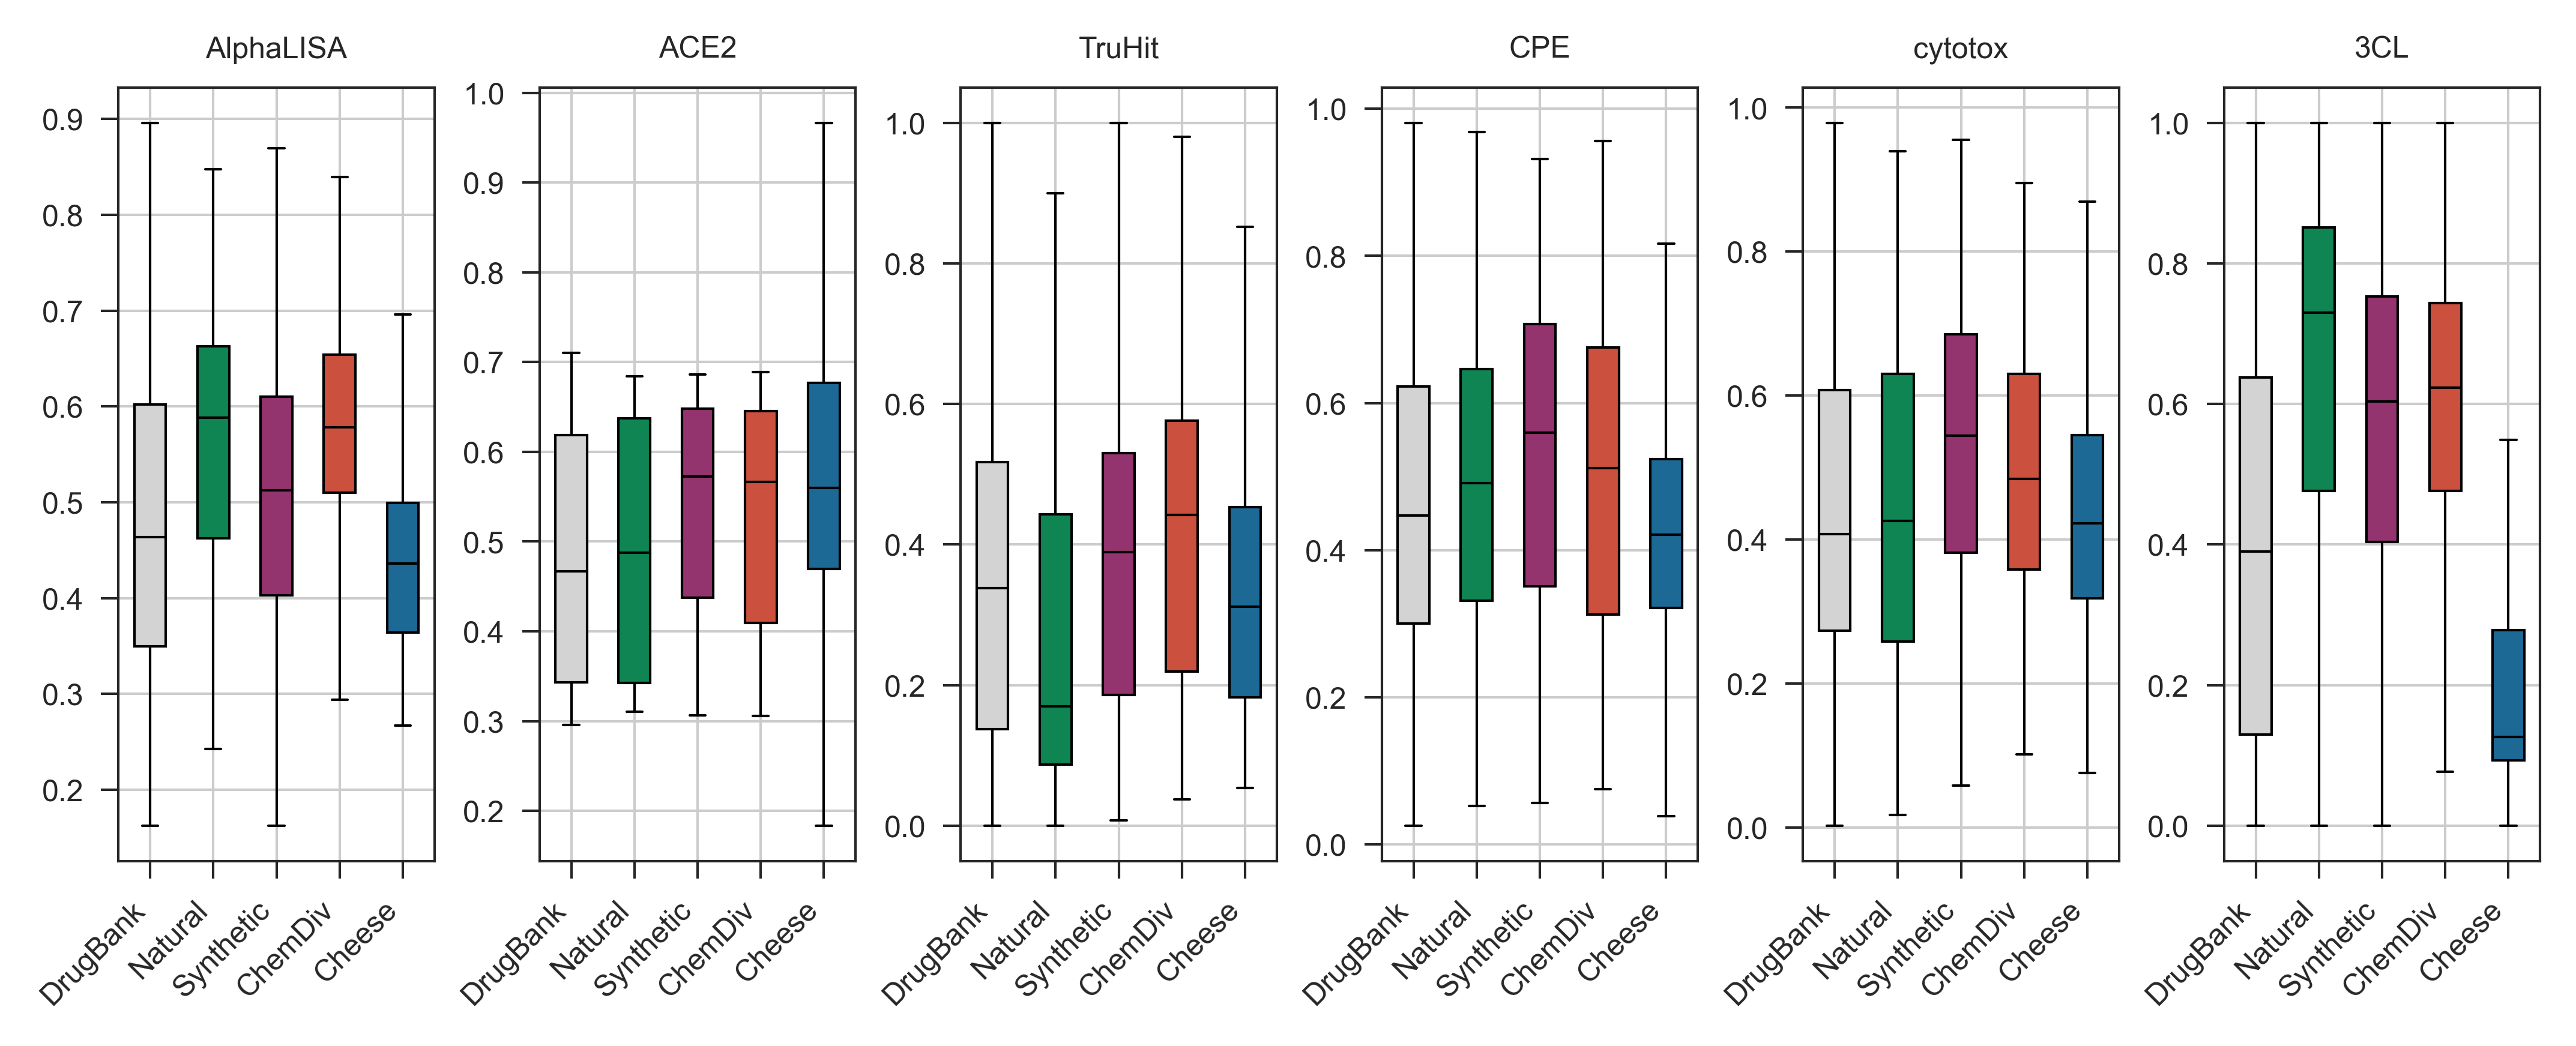 AlphaLISA
0.9
0.8
0.7
0.6
0.5
0.4
0.3
0.2
DrugBank
Natural
Synthetic
ChemDiv
Cheese
ACE2
1.0
0.9
0.8
0.7
0.6
0.5
0.4
0.3
0.2
DrugBank
Natural
Synthetic
ChemDiv
Cheese
TruHit
1.0
0.8
0.6
0.4
0.2
0.0
DrugBank
Natural
Synthetic
ChemDiv
Cheese
CPE
1.0
0.8
0.6
0.4
0.2
0.0
DrugBank
Natural
Synthetic
ChemDiv
Cheese
cytotox
1.0
0.8
0.6
0.4
0.2
0.0
DrugBank
Natural
Synthetic
ChemDiv
Cheese
3CL
1.0
0.8
0.6
0.4
0.2
0.0
DrugBank
Natural
Synthetic
ChemDiv
Cheese